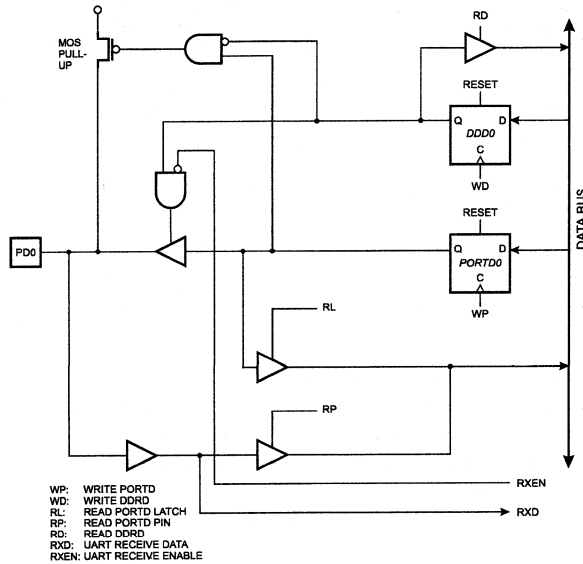 RD
MOS
PULL-
UP
RESET
Q D
DDD0
C
WD
DATA BUS
RESET
PD0
Q D
PORTD0
C
WP
RL
RP
WP: WRITE PORTD
WD: WRITE DDRD
RL: READ PORTD LATCH
RP: READ PORTD PIN
RD: READ DDRD
RXD: UART RECEIVE DATA
RXEN: UART RECEIVE ENABLE
RXEN
RXD